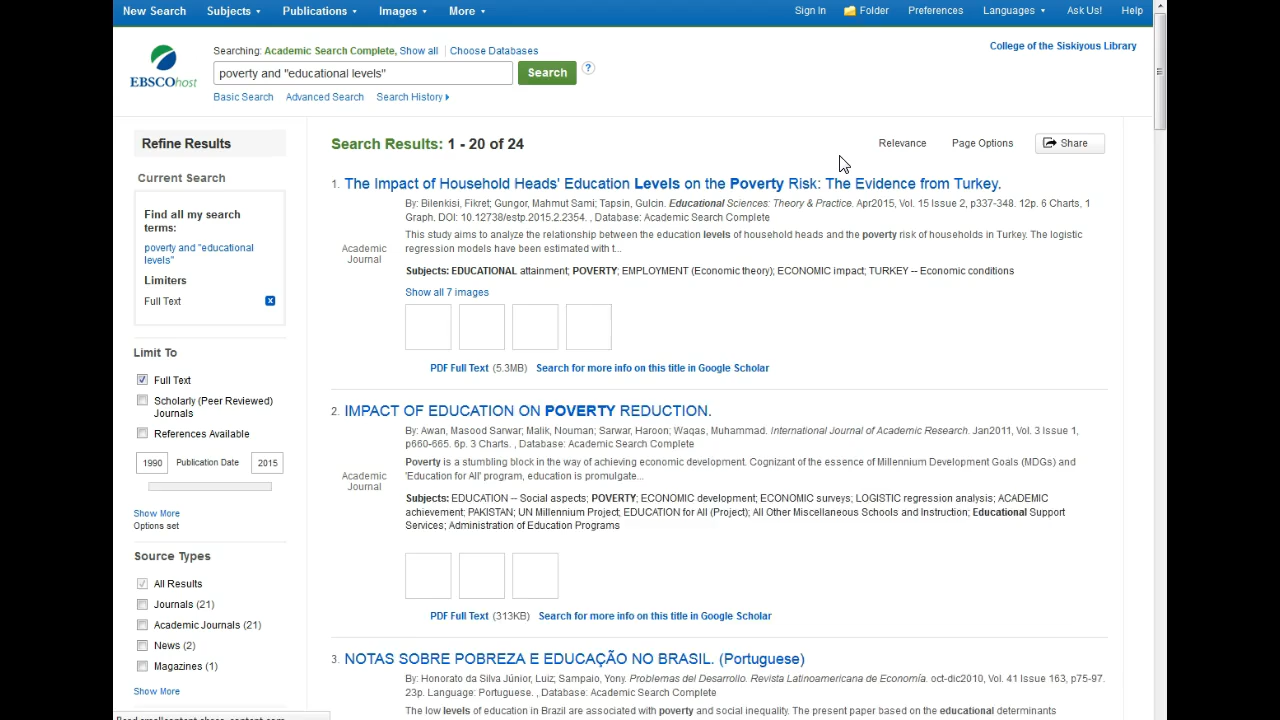 New Search Subjects Publications Images More Sign In Folder Preferences Languages Ask Us! Help
Searching: Academic Search Complete, Show all | Choose Databases
College of the Siskiyous Library
EBSCOhost
poverty and "educational levels"
Search
?
Basic Search Advanced Search Search History
Refine Results
Current Search
Find all my search
terms:
poverty and "educational
levels"
Limiters
Full Text
Limit To
Full Text
Scholarly (Peer Reviewed)
Journals
References Available
1990 Publication Date 2015
Show More
Options set
Source Types
All Results
Journals (21)
Academic Journals (21)
News (2)
Magazines (1)
Show More
Search Results: 1 - 20 of 24
Relevance Page Options Share
1. The Impact of Household Heads' Education Levels on the Poverty Risk: The Evidence from Turkey.
By: Bilenkisi, Fikret; Gungor, Mahmut Sami; Tapsin, Gulcin. Educational Sciences: Theory & Practice. Apr2015, Vol. 15 Issue 2, p337-348. 12p. 6 Charts, 1
Graph. DOI: 10.12738/estp.2015.2.2354. , Database: Academic Search Complete
Academic
Journal
This study aims to analyze the relationship between the education levels of household heads and the poverty risk of households in Turkey. The logistic
regression models have been estimated with t...
Subjects: EDUCATIONAL attainment; POVERTY; EMPLOYMENT (Economic theory); ECONOMIC impact; TURKEY -- Economic conditions
Show all 7 images
PDF Full Text (5.3MB) Search for more info on this title in Google Scholar
2. IMPACT OF EDUCATION ON POVERTY REDUCTION.
By: Awan, Masood Sarwar; Malik, Nouman; Sarwar, Haroon; Waqas, Muhammad. International Journal of Academic Research. Jan2011, Vol. 3 Issue 1,
p660-665. 6p. 3 Charts. , Database: Academic Search Complete
Academic
Journal
Poverty is a stumbling block in the way of achieving economic development. Cognizant of the essence of Millennium Development Goals (MDGs) and
'Education for All' program, education is promulgate...
Subjects: EDUCATION -- Social aspects; POVERTY; ECONOMIC development; ECONOMIC surveys; LOGISTIC regression analysis; ACADEMIC
achievement; PAKISTAN; UN Millennium Project; EDUCATION for All (Project); All Other Miscellaneous Schools and Instruction; Educational Support
Services; Administration of Education Programs
PDF Full Text (313KB) Search for more info on this title in Google Scholar
3. NOTAS SOBRE POBREZA E EDUCAÇÃO NO BRASIL. (Portuguese)
By: Honorato da Silva Júnior, Luiz; Sampaio, Yony. Problemas del Desarrollo. Revista Latinoamericana de Economía. oct-dic2010, Vol. 41 Issue 163, p75-97.
23p. Language: Portuguese. , Database: Academic Search Complete
The low levels of education in Brazil are associated with poverty and social inequality. The present paper based on the educational determinants